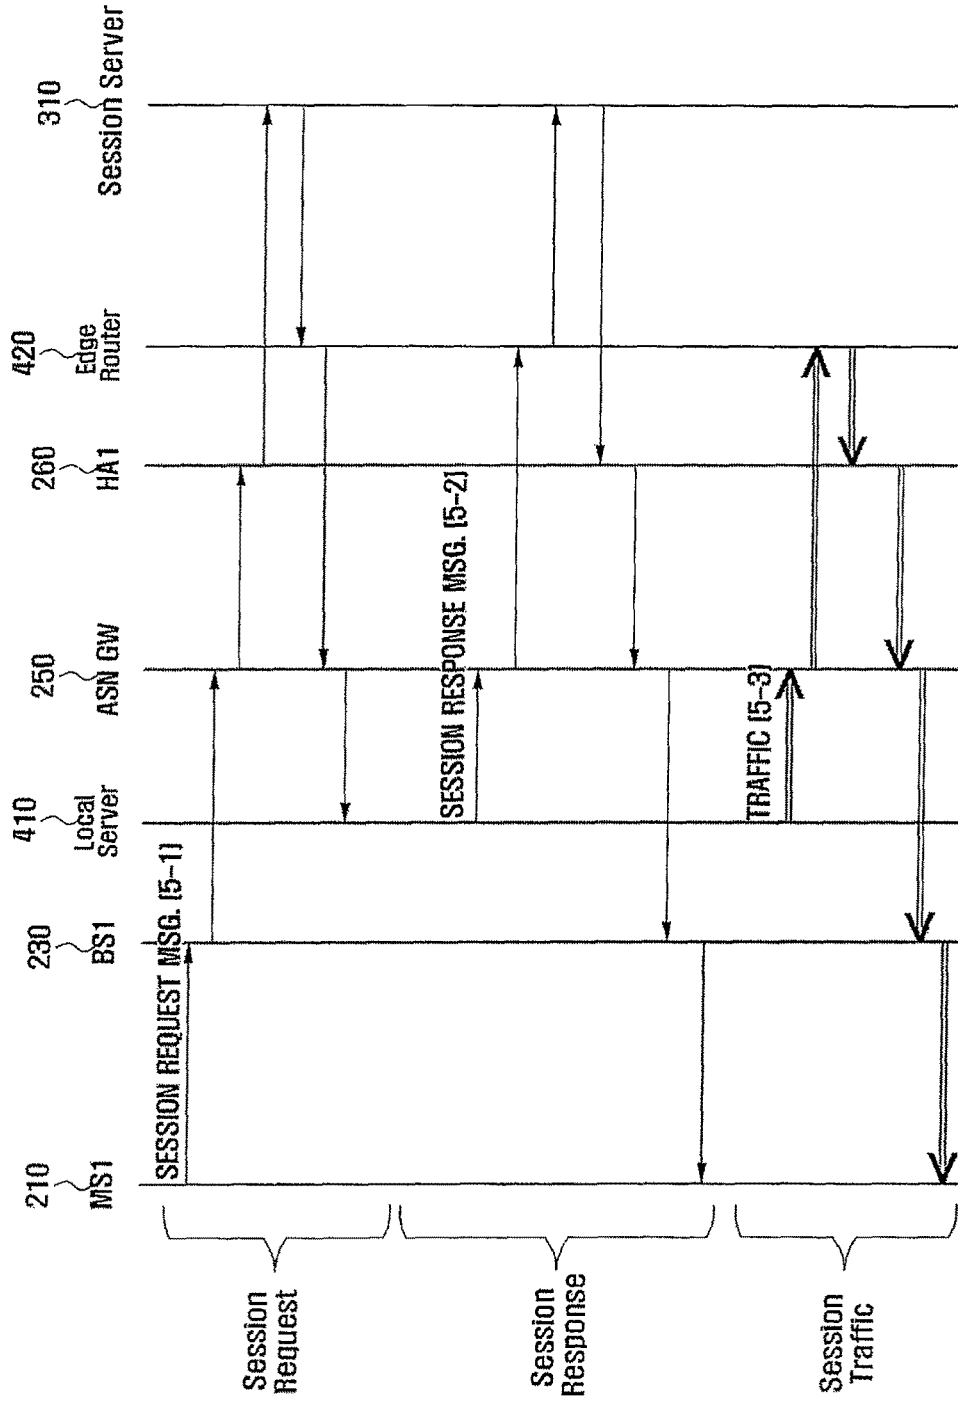 210
MS1
230
BS1
410
Local
Server
250
ASN GW
260
HA1
420
Edge
Router
310
Session Server
Session
Request
SESSION REQUEST MSG. (5-1)
Session
Response
SESSION RESPONSE MSG. (5-2)
Session
Traffic
TRAFFIC (5-3)